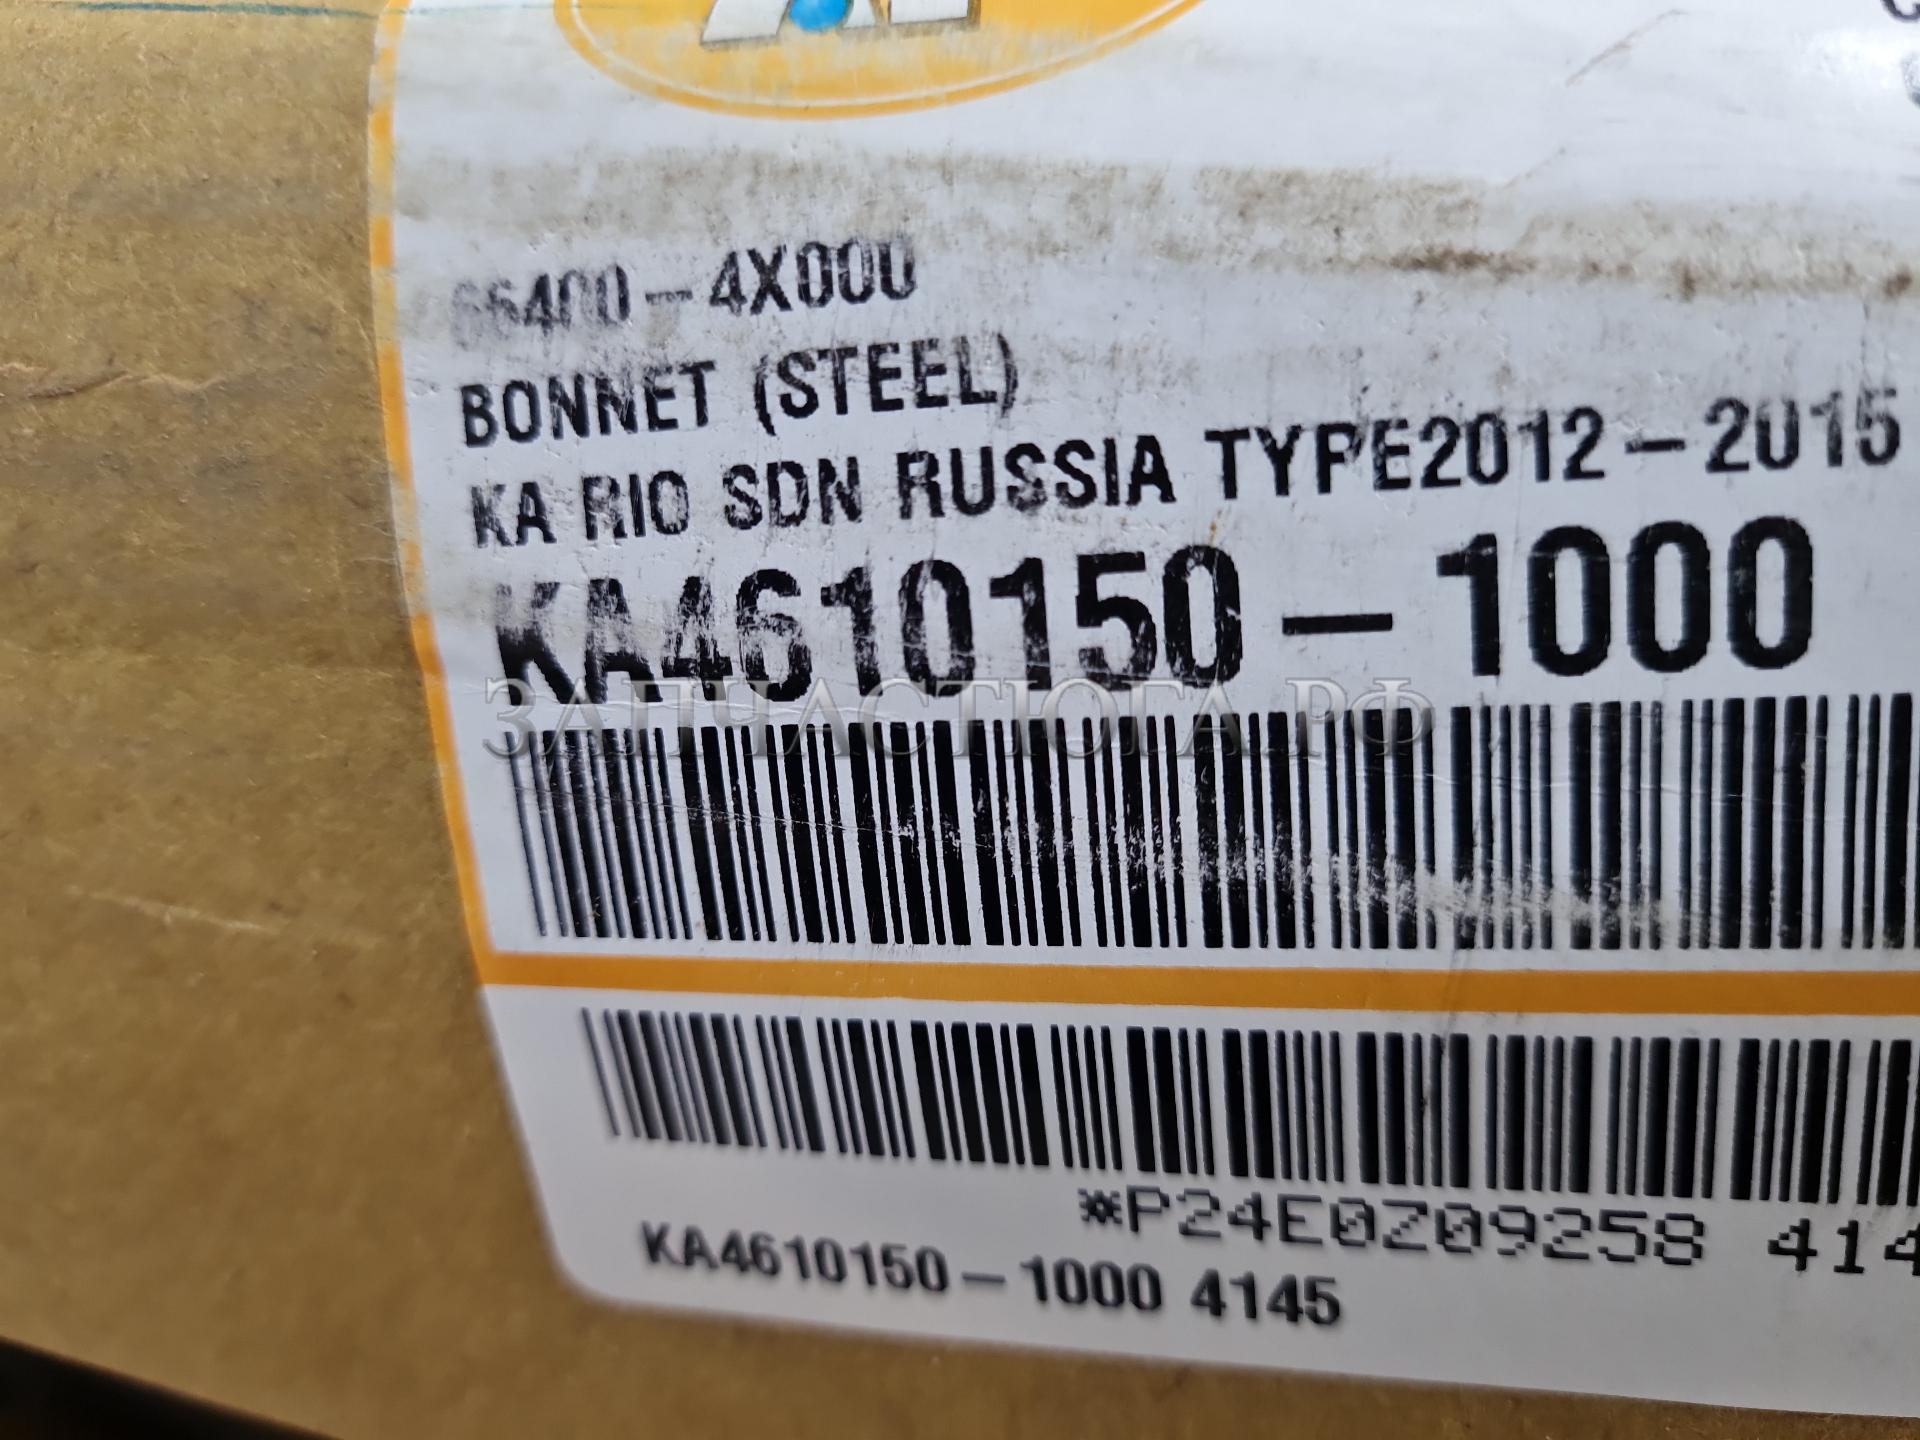 66400-4X000
BONNET (STEEL)
KA RIO SDN RUSSIA TYPE2012-2015
KA4610150-1000
ЗАПЧАСТЮГА.РФ
*P24E0Z09258 414
KA4610150-1000 4145